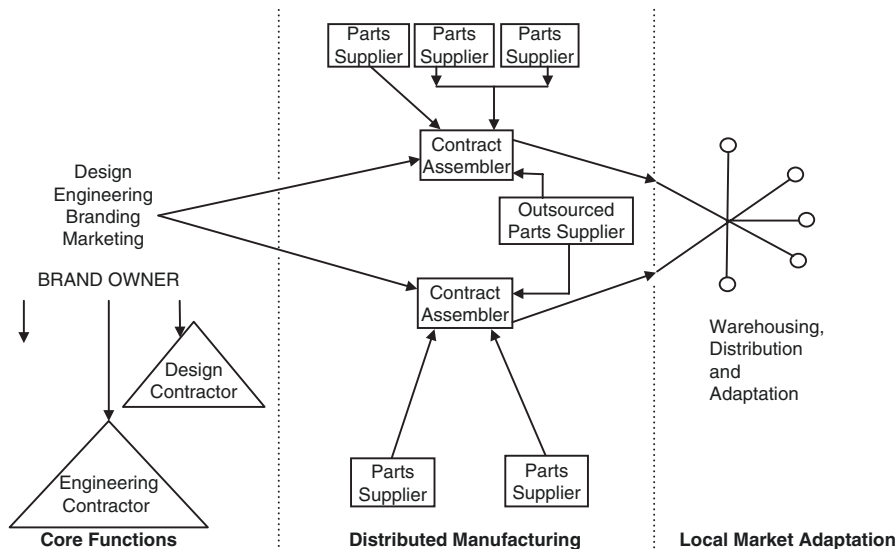 Parts
Supplier
Parts
Supplier
Parts
Supplier
Contract
Assembler
Design
Engineering
Branding
Marketing
Outsourced
Parts Supplier
BRAND OWNER
Contract
Assembler
Warehousing,
Distribution
and
Adaptation
Design
Contractor
Parts
Supplier
Parts
Supplier
Engineering
Contractor
Core Functions
Distributed Manufacturing
Local Market Adaptation